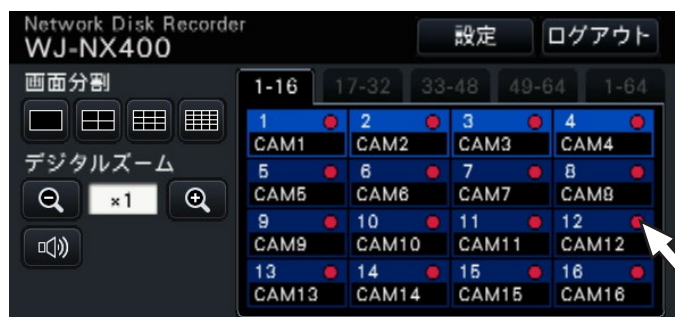 Network Disk Recorder
WJ-NX400
設定
ログアウト
画面分割
デジタルズーム
×1
1-16 17-32 33-48 49-64 1-64
1 2 3 4
CAM1 CAM2 CAM3 CAM4
5 6 7 8
CAM5 CAM6 CAM7 CAM8
9 10 11 12
CAM9 CAM10 CAM11 CAM12
13 14 15 16
CAM13 CAM14 CAM15 CAM16